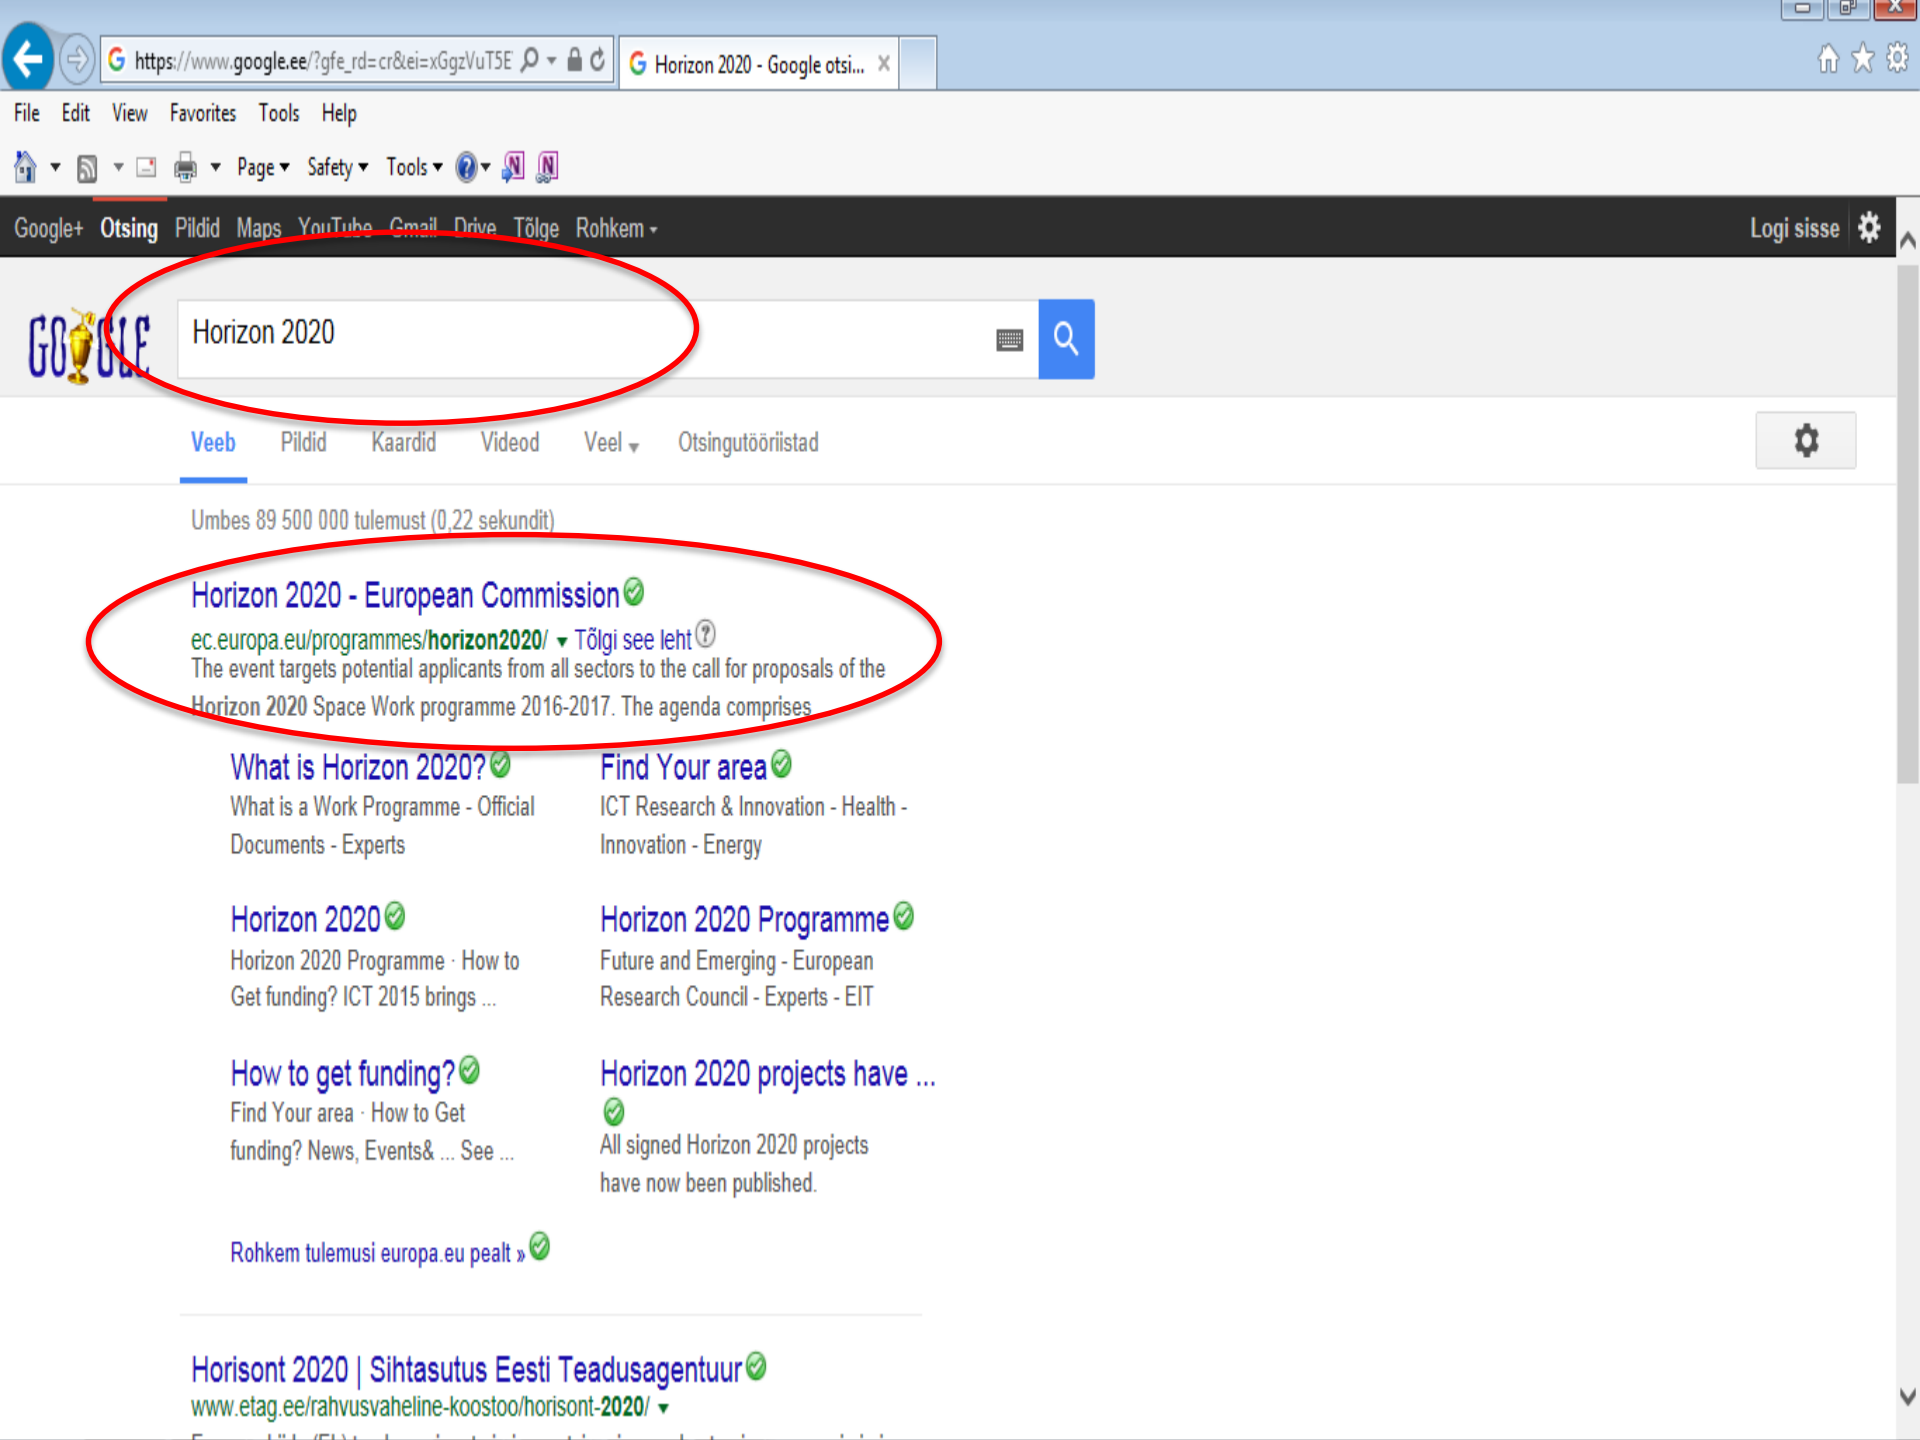 https://www.google.ee/?gfe_rd=cr&ei=xGgzVuT5E
Horizon 2020 - Google otsi...
File Edit View Favorites Tools Help
Page Safety Tools
Google+ Otsing Pildid Maps YouTube Gmail Drive Tõlge Rohkem
Logi sisse
GOOGLE
Horizon 2020
Veeb Pildid Kaardid Videod Veel Otsingutööriistad
Umbes 89 500 000 tulemust (0,22 sekundit)
Horizon 2020 - European Commission
ec.europa.eu/programmes/horizon2020/ Tõlgi see leht
The event targets potential applicants from all sectors to the call for proposals of the
Horizon 2020 Space Work programme 2016-2017. The agenda comprises
What is Horizon 2020?
What is a Work Programme - Official
Documents - Experts
Find Your area
ICT Research & Innovation - Health -
Innovation - Energy
Horizon 2020
Horizon 2020 Programme · How to
Get funding? ICT 2015 brings ...
Horizon 2020 Programme
Future and Emerging - European
Research Council - Experts - EIT
How to get funding?
Find Your area · How to Get
funding? News, Events& ... See ...
Horizon 2020 projects have ...
All signed Horizon 2020 projects
have now been published.
Rohkem tulemusi europa.eu pealt »
Horisont 2020 | Sihtasutus Eesti Teadusagentuur
www.etag.ee/rahvusvaheline-koostoo/horisont-2020/